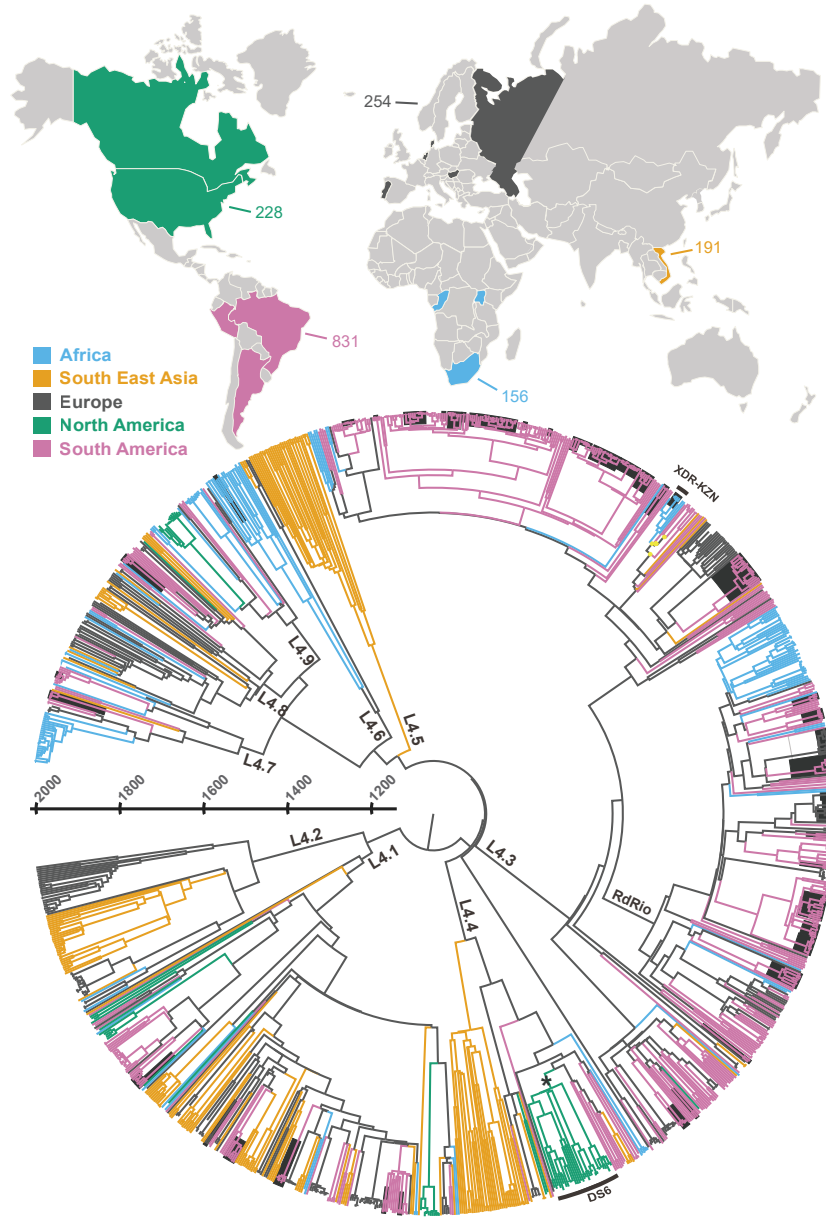 254
228
191
831
156
Africa
South East Asia
Europe
North America
South America
XDR-KZN
L4.9
L4.8
L4.6
L4.5
L4.7
2000
1800
1600
1400
1200
L4.2
L4.1
L4.3
L4.4
RdRio
*
DS6